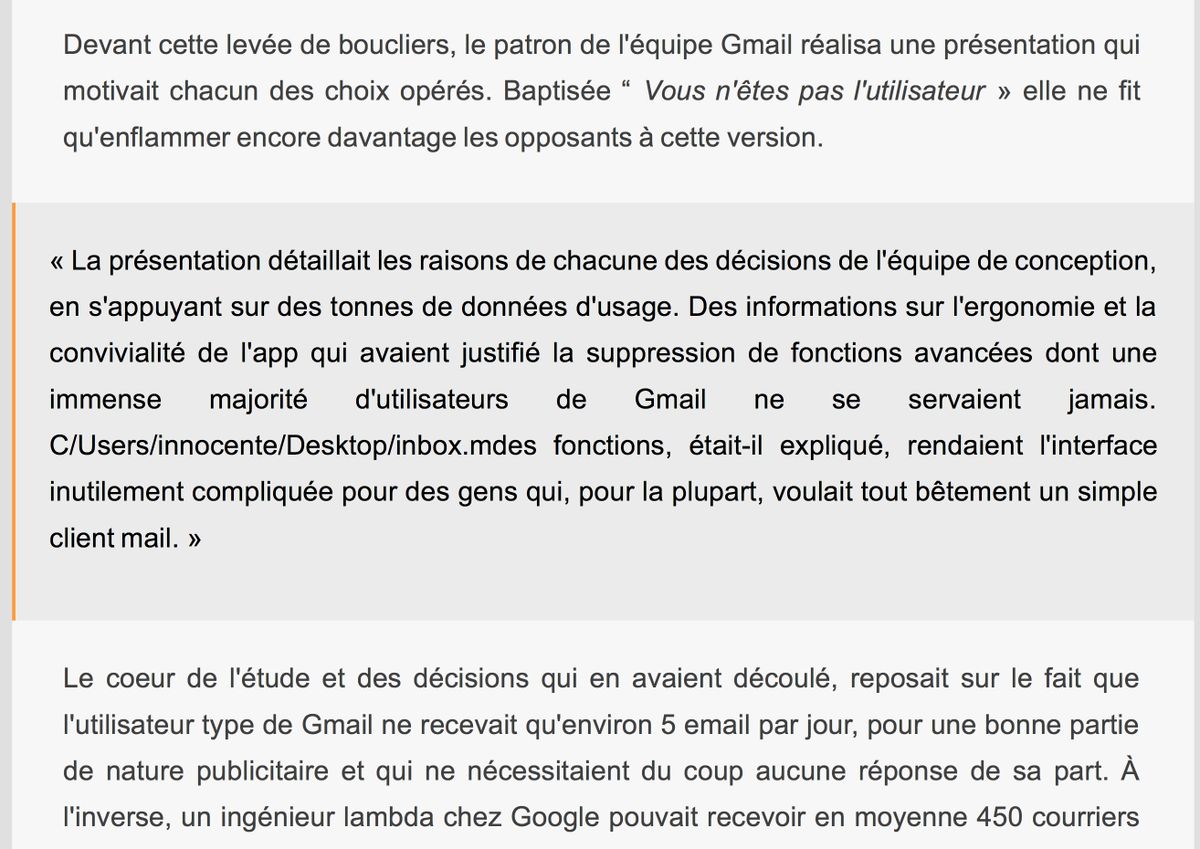 Devant cette levée de boucliers, le patron de l'équipe Gmail réalisa une présentation qui
motivait chacun des choix opérés. Baptisée “ Vous n'êtes pas l'utilisateur » elle ne fit
qu'enflammer encore davantage les opposants à cette version.
« La présentation détaillait les raisons de chacune des décisions de l'équipe de conception,
en s'appuyant sur des tonnes de données d'usage. Des informations sur l'ergonomie et la
convivialité de l'app qui avaient justifié la suppression de fonctions avancées dont une
immense majorité d'utilisateurs de Gmail ne se servaient jamais.
C/Users/innocente/Desktop/inbox.mdes fonctions, était-il expliqué, rendaient l'interface
inutilement compliquée pour des gens qui, pour la plupart, voulait tout bêtement un simple
client mail. »
Le coeur de l'étude et des décisions qui en avaient découlé, reposait sur le fait que
l'utilisateur type de Gmail ne recevait qu'environ 5 email par jour, pour une bonne partie
de nature publicitaire et qui ne nécessitaient du coup aucune réponse de sa part. À
l'inverse, un ingénieur lambda chez Google pouvait recevoir en moyenne 450 courriers